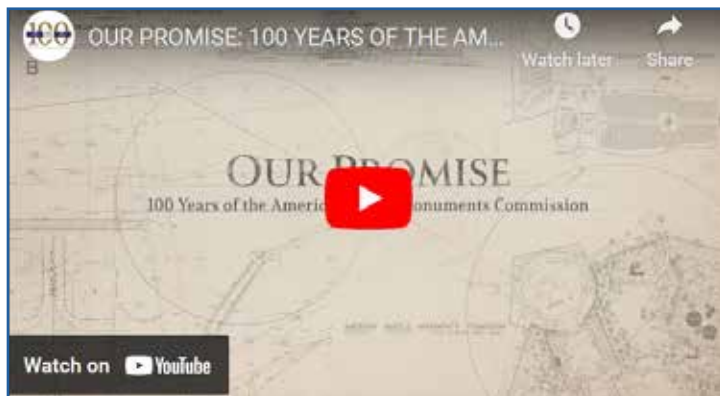 100 OUR PROMISE: 100 YEARS OF THE AM...
Watch later Share
B
OUR PROMISE
100 Years of the Americ onuments Commission
Watch on YouTube